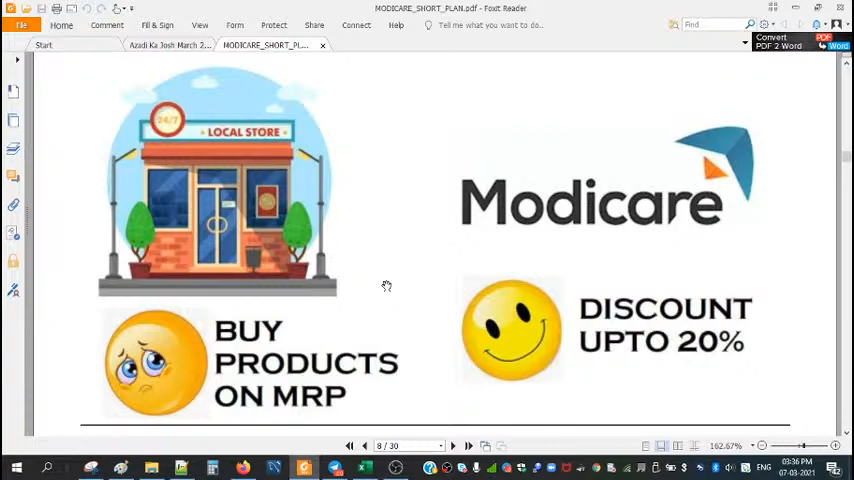 MODICARE_SHORT_PLAN.pdf - Foxit Reader
File
Home
Comment
Fill & Sign
View
Form
Protect
Share
Connect
Help
Tell me what you want to do..
Find
Start
Azadi Ka Josh March 2...
MODICARE_SHORT_PL...
Convert PDF
PDF 2 Word Word
24/7
LOCAL STORE
Modicare
BUY
PRODUCTS
ON MRP
DISCOUNT
UPTO 20%
8 / 30
162.67%
ENG
03:36 PM
07-03-2021
42